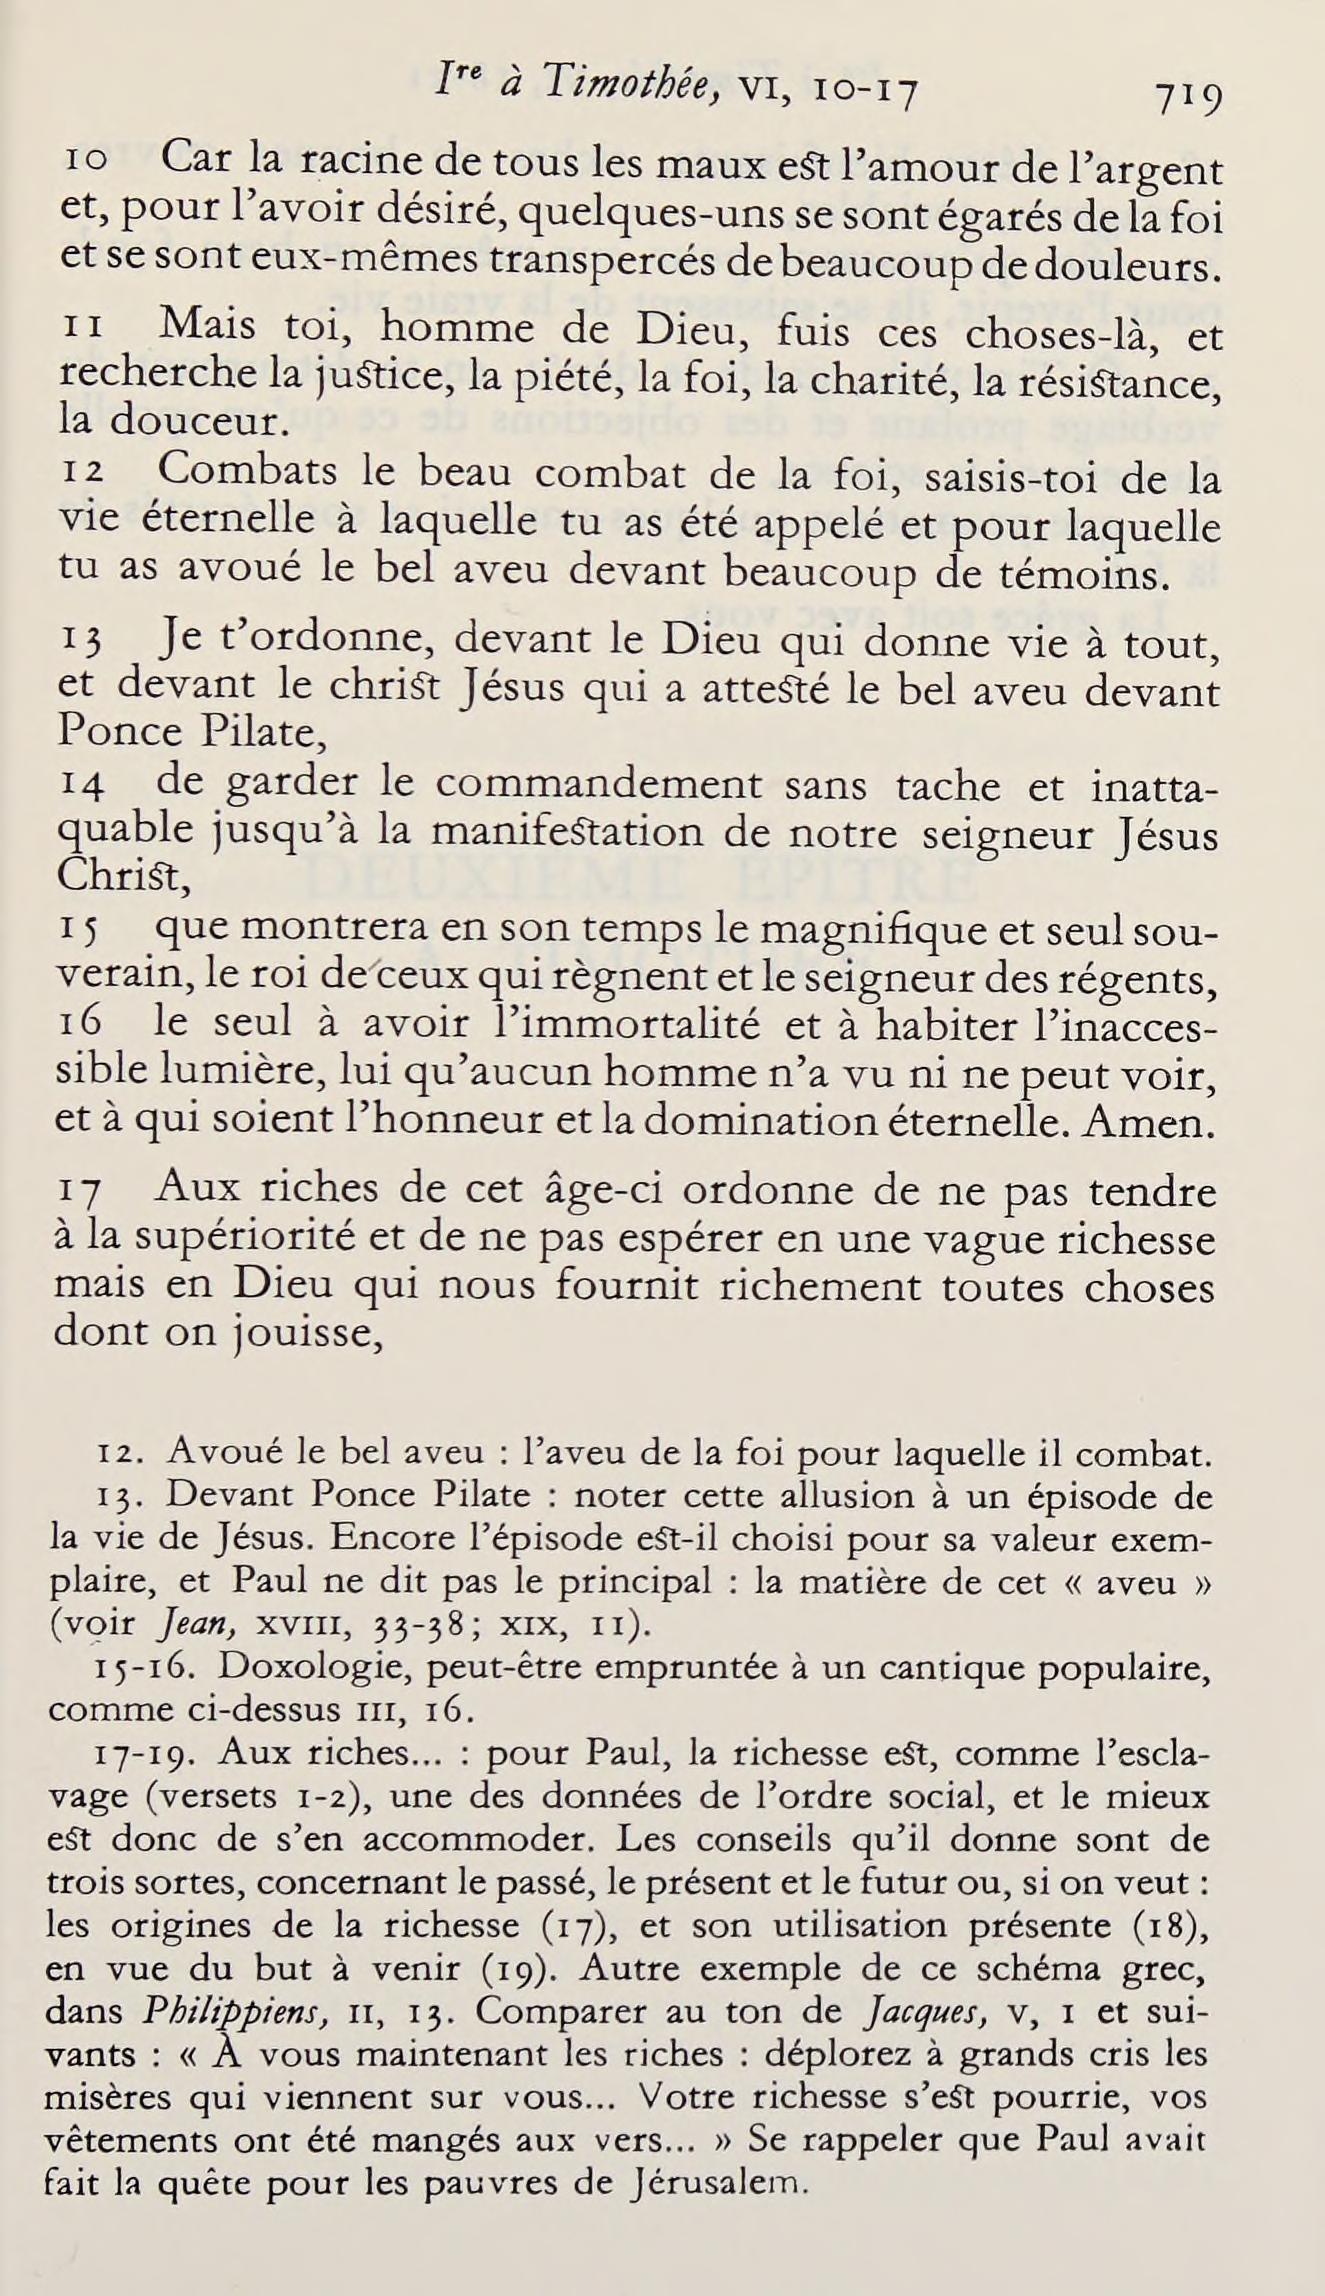 Iʳᵉ à Timothée, VI, 10-17
719
10 Car la racine de tous les maux est l’amour de l’argent
et, pour l’avoir désiré, quelques-uns se sont égarés de la foi
et se sont eux-mêmes transpercés de beaucoup de douleurs.
11 Mais toi, homme de Dieu, fuis ces choses-là, et
recherche la justice, la piété, la foi, la charité, la résistance,
la douceur.
12 Combats le beau combat de la foi, saisis-toi de la
vie éternelle à laquelle tu as été appelé et pour laquelle
tu as avoué le bel aveu devant beaucoup de témoins.
13 Je t’ordonne, devant le Dieu qui donne vie à tout,
et devant le christ Jésus qui a attesté le bel aveu devant
Ponce Pilate,
14 de garder le commandement sans tache et inatta-
quable jusqu’à la manifestation de notre seigneur Jésus
Christ,
15 que montrera en son temps le magnifique et seul sou-
verain, le roi de ceux qui règnent et le seigneur des régents,
16 le seul à avoir l’immortalité et à habiter l’inacces-
sible lumière, lui qu’aucun homme n’a vu ni ne peut voir,
et à qui soient l’honneur et la domination éternelle. Amen.
17 Aux riches de cet âge-ci ordonne de ne pas tendre
à la supériorité et de ne pas espérer en une vague richesse
mais en Dieu qui nous fournit richement toutes choses
dont on jouisse,
12. Avoué le bel aveu : l’aveu de la foi pour laquelle il combat.
13. Devant Ponce Pilate : noter cette allusion à un épisode de
la vie de Jésus. Encore l’épisode est-il choisi pour sa valeur exem-
plaire, et Paul ne dit pas le principal : la matière de cet « aveu »
(voir Jean, XVIII, 33-38; XIX, 11).
15-16. Doxologie, peut-être empruntée à un cantique populaire,
comme ci-dessus III, 16.
17-19. Aux riches... : pour Paul, la richesse est, comme l’escla-
vage (versets 1-2), une des données de l’ordre social, et le mieux
est donc de s’en accommoder. Les conseils qu’il donne sont de
trois sortes, concernant le passé, le présent et le futur ou, si on veut :
les origines de la richesse (17), et son utilisation présente (18),
en vue du but à venir (19). Autre exemple de ce schéma grec,
dans Philippiens, II, 13. Comparer au ton de Jacques, V, 1 et sui-
vants : « À vous maintenant les riches : déplorez à grands cris les
misères qui viennent sur vous... Votre richesse s’est pourrie, vos
vêtements ont été mangés aux vers... » Se rappeler que Paul avait
fait la quête pour les pauvres de Jérusalem.